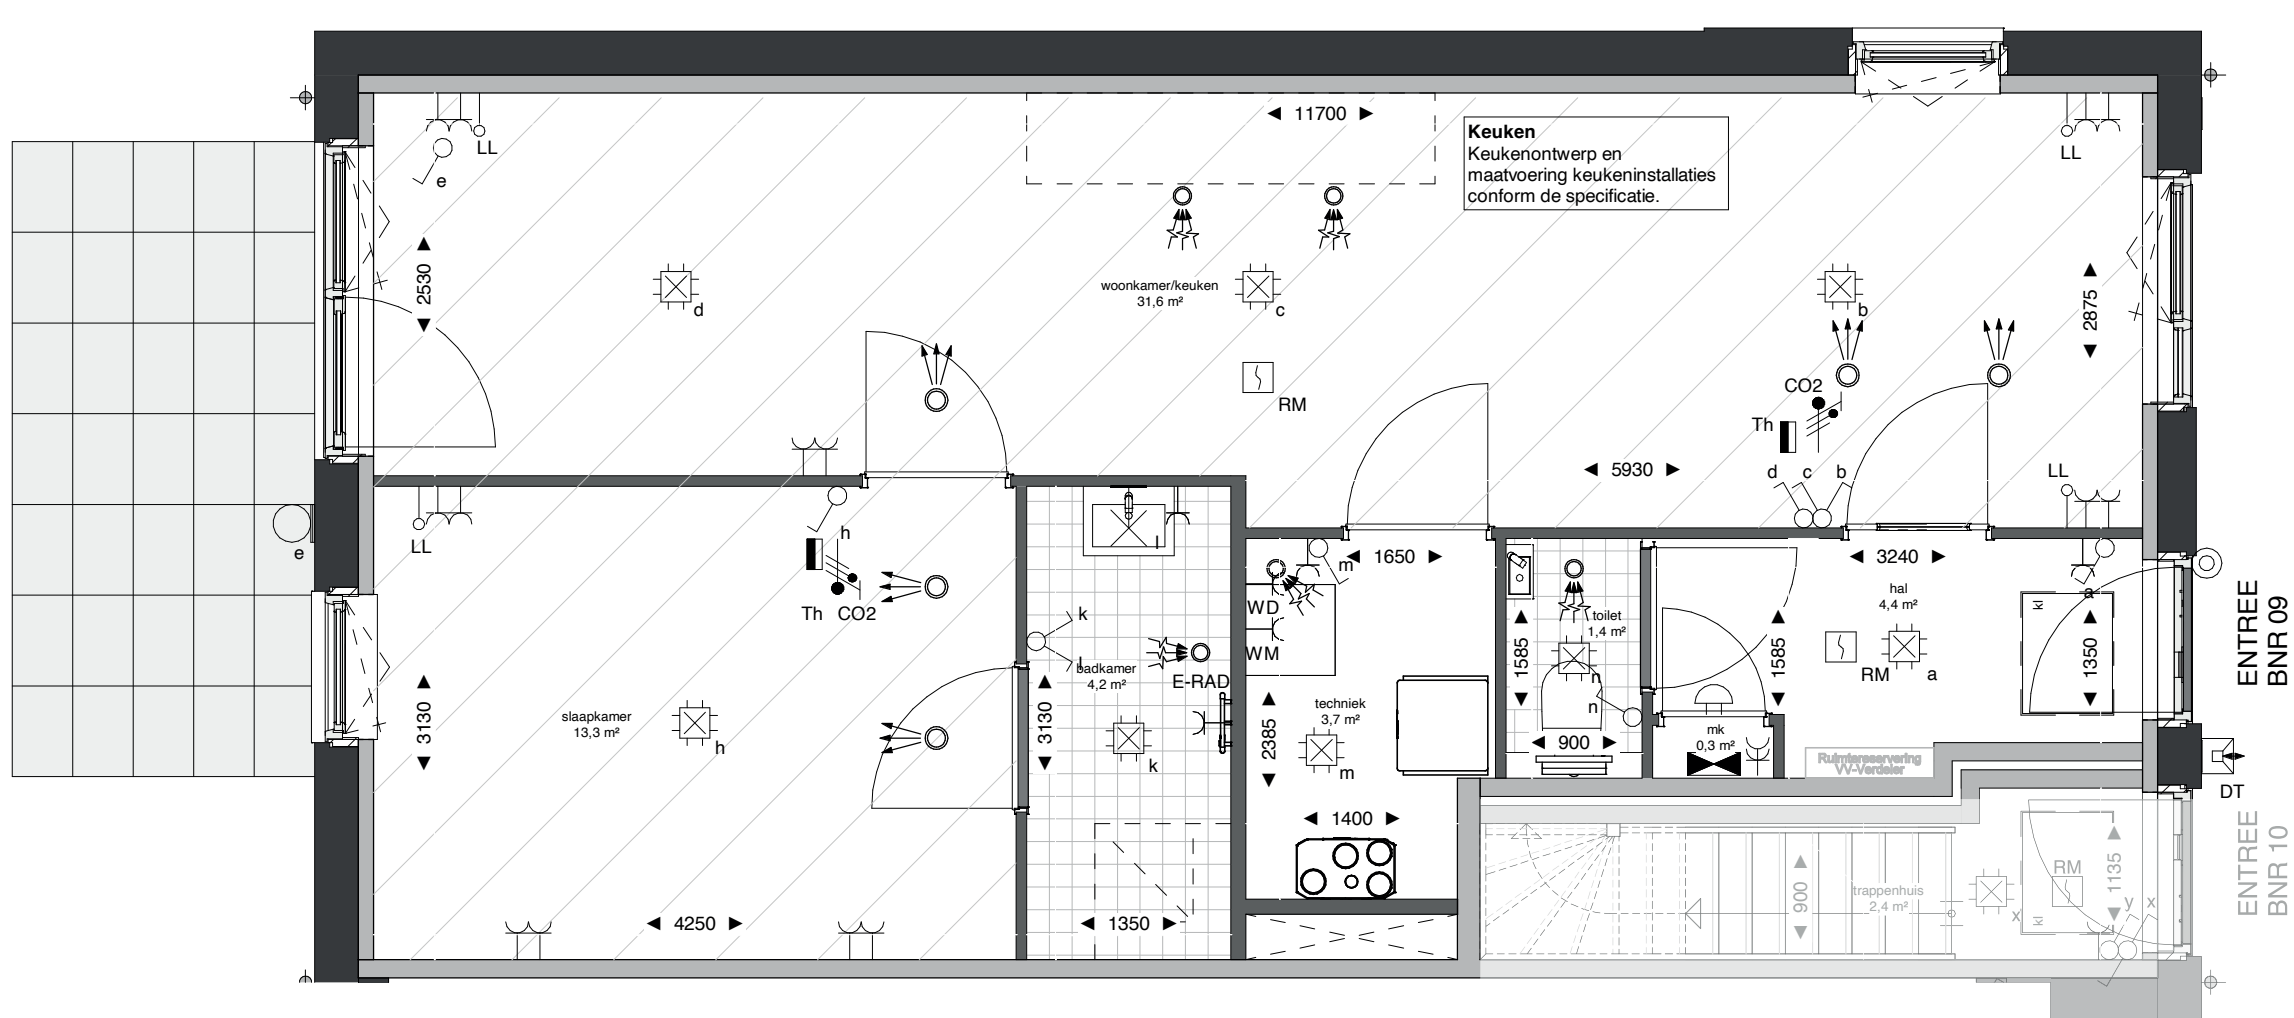 11700
Keuken
Keukenontwerp en
maatvoering keukeninstallaties
conform de specificatie.
LL
e
LL
2530
d
woonkamer/keuken
31,6 m²
c
b
2875
RM
CO2
Th
5930
d c b
LL
LL
h
e
Th CO2
1650
m
3240
hal
4,4 m²
a
kl
WD
WM
k
l
l
badkamer
4,2 m²
E-RAD
toilet
1,4 m²
1585
n
n
1585
RM
a
1350
ENTREE
BNR 09
3130
slaapkamer
13,3 m²
h
3130
k
2385
techniek
3,7 m²
m
900
mk
0,3 m²
Ruimtereservering
VV-Verdeler
DT
4250
1350
1400
900
trappenhuis
2,4 m²
x
RM
kl
1135
y x
ENTREE
BNR 10